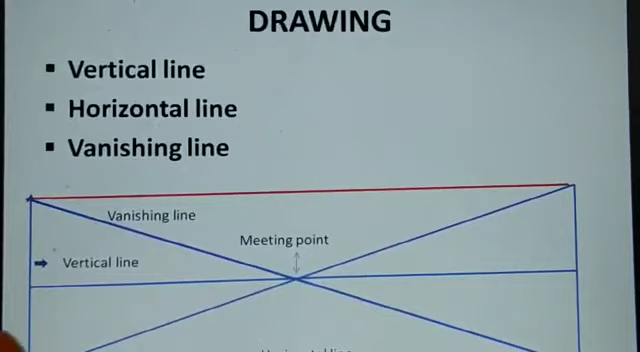 DRAWING
▪ Vertical line
▪ Horizontal line
▪ Vanishing line
Vanishing line
Meeting point
Vertical line